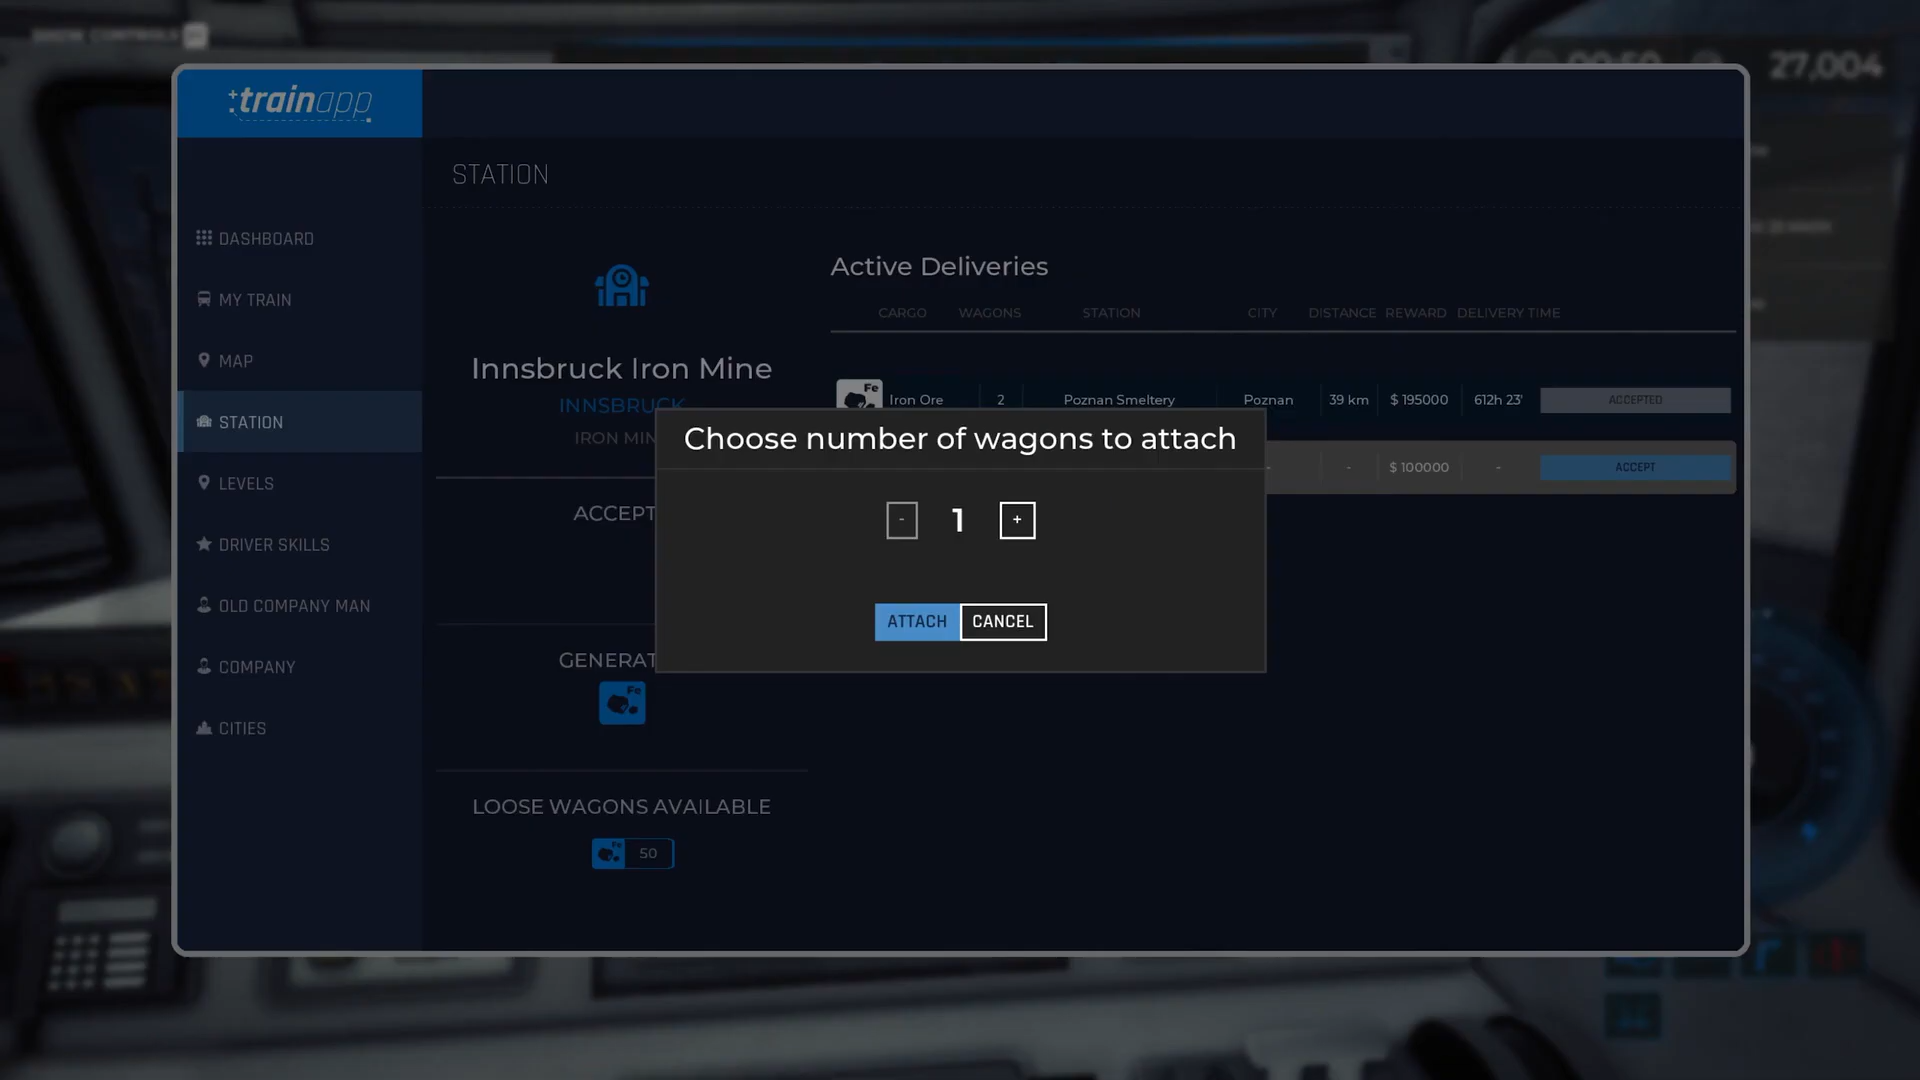 27,004
trainapp
STATION
DASHBOARD
MY TRAIN
MAP
STATION
LEVELS
DRIVER SKILLS
OLD COMPANY MAN
COMPANY
CITIES
Innsbruck Iron Mine
INNSBRUCK
IRON MIN
ACCEPT
GENERAT
Fe
LOOSE WAGONS AVAILABLE
Fe 50
Active Deliveries
CARGO WAGONS STATION CITY DISTANCE REWARD DELIVERY TIME
Fe Iron Ore 2 Poznan Smeltery Poznan 39 km $ 195000 612h 23' ACCEPTED
- - $ 100000 - ACCEPT
Choose number of wagons to attach
- 1 +
ATTACH CANCEL